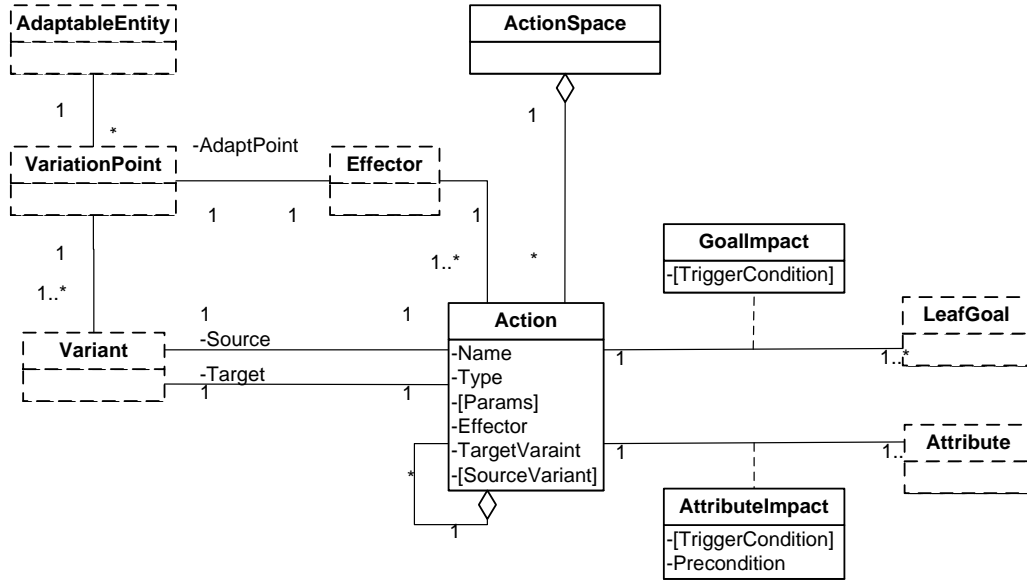 AdaptableEntity
ActionSpace
1
*
1
-AdaptPoint
VariationPoint
Effector
1
1
1
1
1..*
1..*
*
GoalImpact
-[TriggerCondition]
1
1
Action
LeafGoal
Variant
-Source
-Name
1
1..*
-Target
-Type
1
1
-[Params]
-Effector
-TargetVaraint
1
1..
Attribute
*
-[SourceVariant]
1
AttributeImpact
-[TriggerCondition]
-Precondition